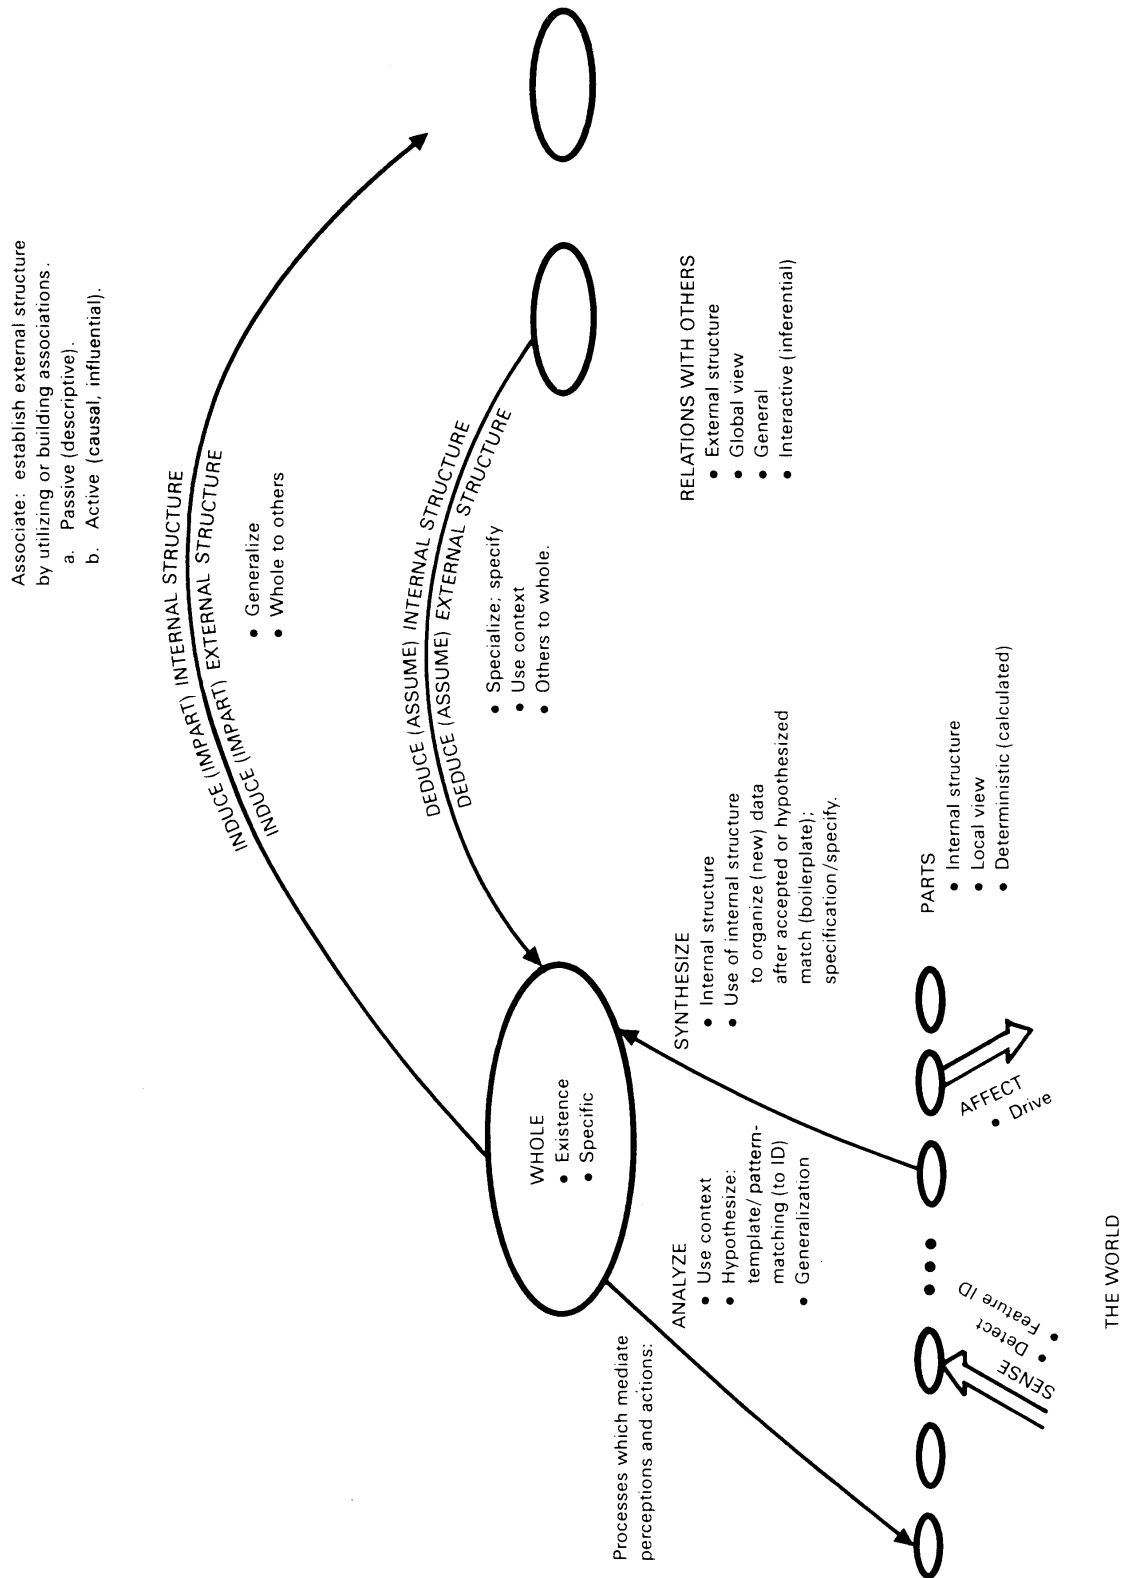 Associate: establish external structure
by utilizing or building associations.
a. Passive (descriptive).
b. Active (causal, influential).
INDUCE (IMPART) INTERNAL STRUCTURE
INDUCE (IMPART) EXTERNAL STRUCTURE
• Generalize
• Whole to others
DEDUCE (ASSUME) INTERNAL STRUCTURE
DEDUCE (ASSUME) EXTERNAL STRUCTURE
• Specialize; specify
• Use context
• Others to whole.
WHOLE
• Existence
• Specific
Processes which mediate
perceptions and actions:
ANALYZE
• Use context
• Hypothesize:
template/pattern-
matching (to ID)
• Generalization
SYNTHESIZE
• Internal structure
• Use of internal structure
to organize (new) data
after accepted or hypothesized
match (boilerplate);
specification/specify.
RELATIONS WITH OTHERS
• External structure
• Global view
• General
• Interactive (inferential)
SENSE
• Detect
• Feature ID
AFFECT
• Drive
PARTS
• Internal structure
• Local view
• Deterministic (calculated)
THE WORLD